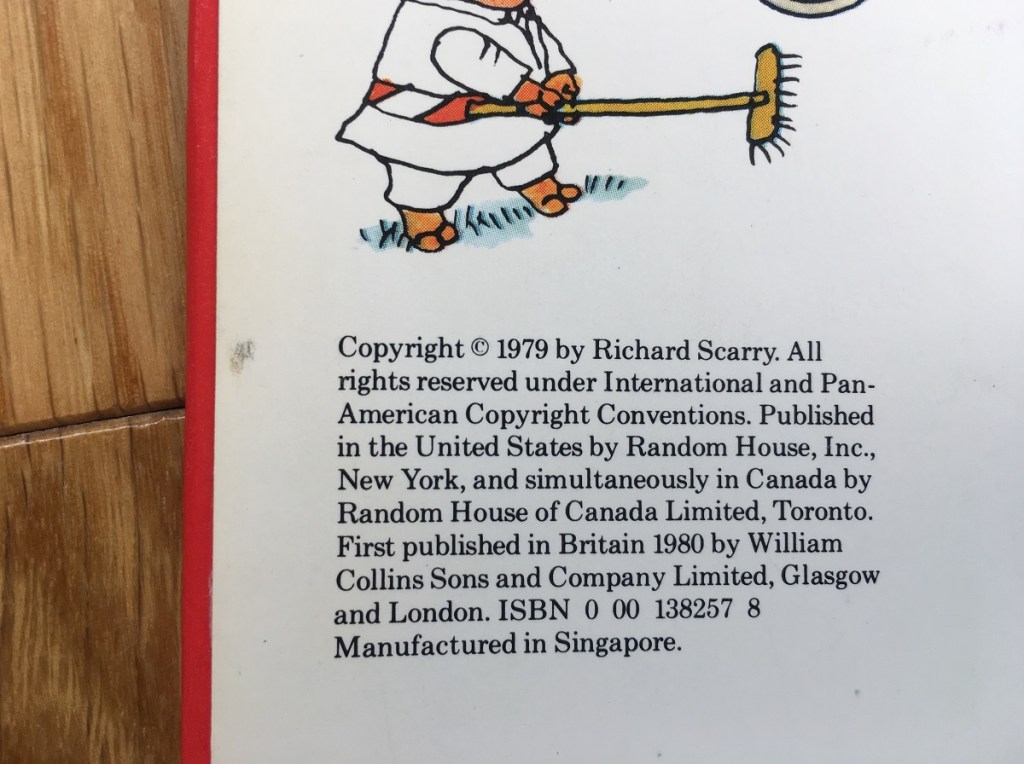 Copyright © 1979 by Richard Scarry. All
rights reserved under International and Pan-
American Copyright Conventions. Published
in the United States by Random House, Inc.,
New York, and simultaneously in Canada by
Random House of Canada Limited, Toronto.
First published in Britain 1980 by William
Collins Sons and Company Limited, Glasgow
and London. ISBN 0 00 138257 8
Manufactured in Singapore.